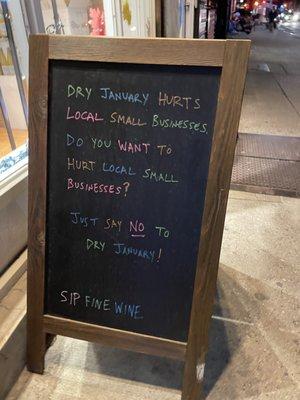 DRY JANUARY HURTS
LOCAL SMALL BUSINESSES.
DO YOU WANT TO
HURT LOCAL SMALL
BUSINESSES?
JUST SAY NO TO
DRY JANUARY!
SIP FINE WINE